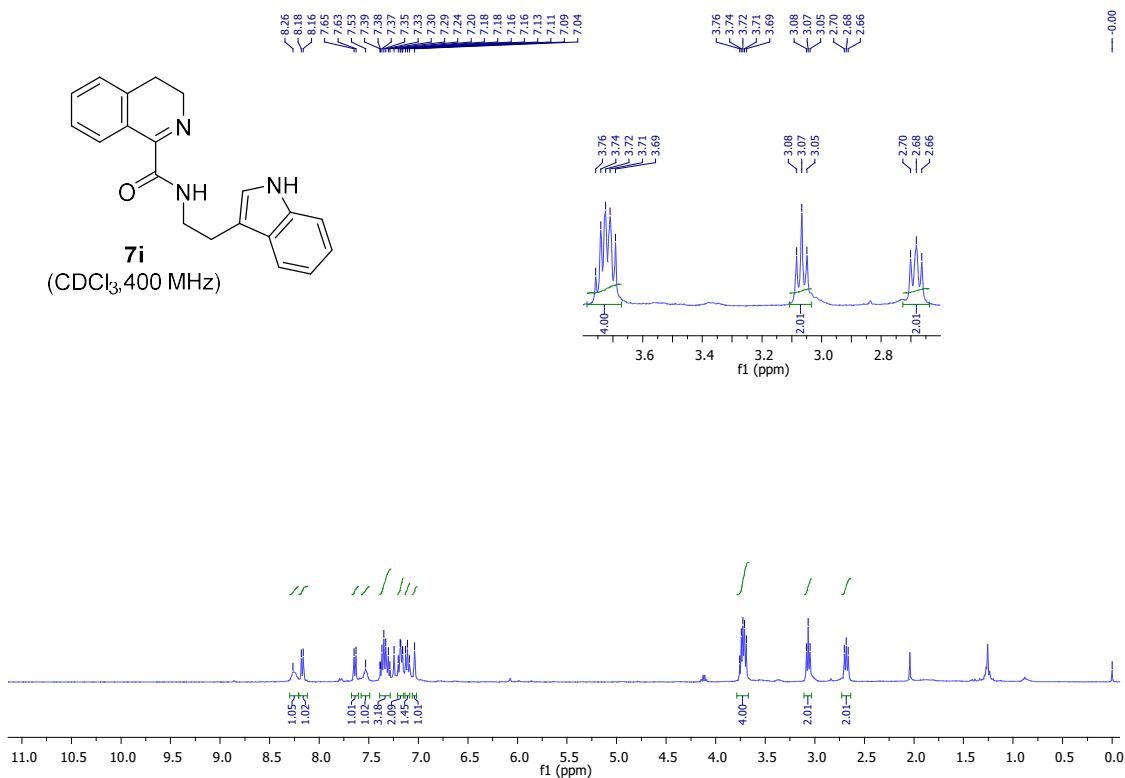 8.26 8.18 8.16 7.65 7.63 7.53 7.39 7.38 7.37 7.35 7.33 7.30 7.29 7.24 7.20 7.18 7.18 7.16 7.16 7.13 7.11 7.09 7.04 3.76 3.74 3.72 3.71 3.69 3.08 3.07 3.05 2.70 2.68 2.66 -0.00
N
O
NH
NH
7i
(CDCl₃, 400 MHz)
3.76 3.74 3.72 3.71 3.69 3.08 3.07 3.05 2.70 2.68 2.66
4.00 2.01 2.01
3.6 3.4 3.2 3.0 2.8
f1 (ppm)
1.05 1.02 1.01 1.02 3.18 2.09 1.45 1.01 4.00 2.01 2.01
11.0 10.5 10.0 9.5 9.0 8.5 8.0 7.5 7.0 6.5 6.0 5.5 5.0 4.5 4.0 3.5 3.0 2.5 2.0 1.5 1.0 0.5 0.0
f1 (ppm)